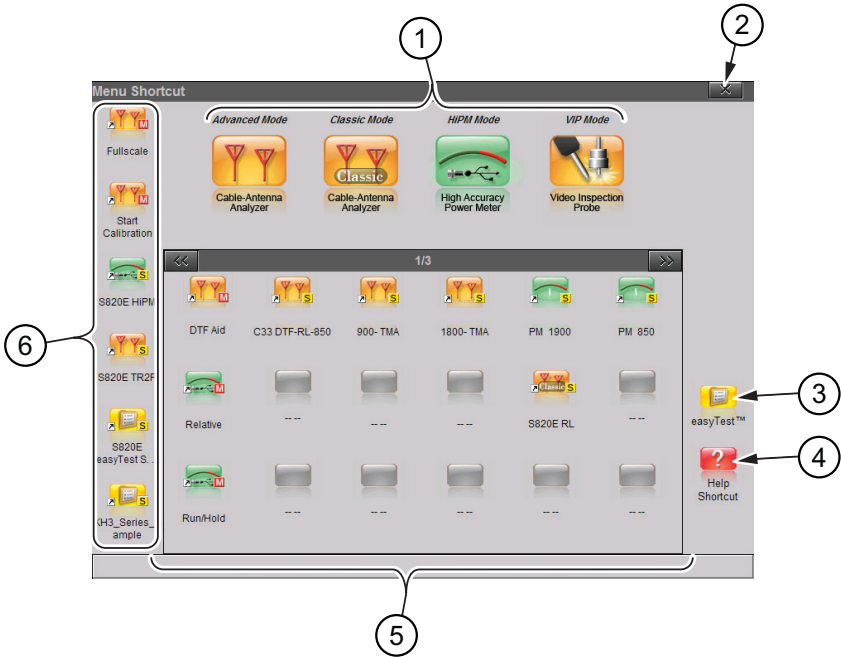 1
2
Menu Shortcut
Advanced Mode
Classic Mode
HiPM Mode
VIP Mode
Classic
Cable-Antenna
Analyzer
Cable-Antenna
Analyzer
High Accuracy
Power Meter
Video Inspection
Probe
M
Fullscale
M
Start
Calibration
S
S820E HiPM
S
S820E TR2P
S
S820E
easyTest S. .
S
KH3_Series_
ample
6
<<
1/3
>>
M
S
S
S
S
S
DTF Aid
C33 DTF-RL-850
900- TMA
1800- TMA
PM 1900
PM 850
M
Classic S
Relative
-- --
-- --
-- --
S820E RL
-- --
M
Run/Hold
-- --
-- --
-- --
-- --
-- --
easyTest™
3
?
Help
Shortcut
4
5